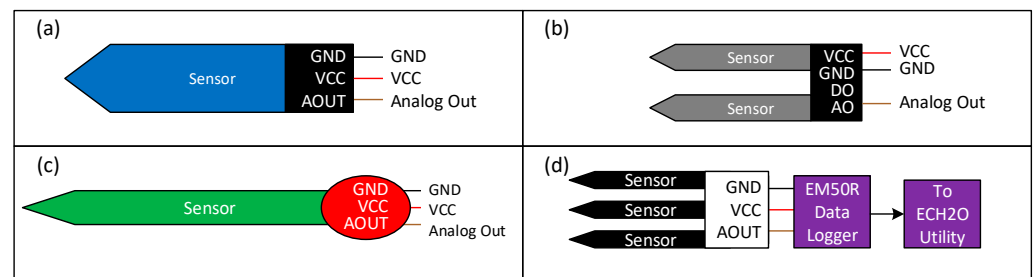 (a)
Sensor
GND GND
VCC VCC
AOUT Analog Out
(b)
Sensor
Sensor
VCC VCC
GND GND
DO
AO Analog Out
(c)
Sensor
GND GND
VCC VCC
AOUT Analog Out
(d)
Sensor
Sensor
Sensor
GND
VCC
AOUT
EM50R
Data
Logger
To
ECH2O
Utility